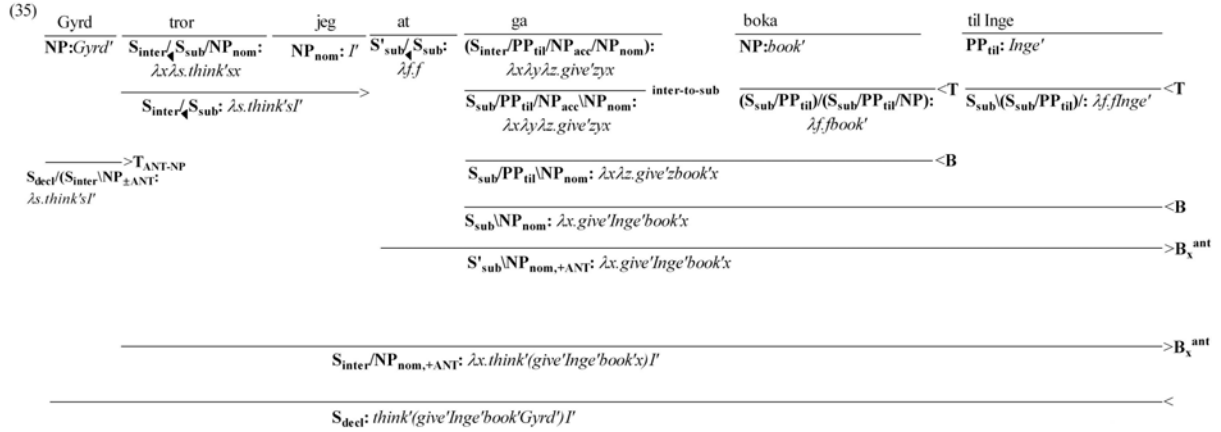 (35)
Gyrd tror jeg at ga boka til Inge
NP:Gyrd' S_inter/◂S_sub/NP_nom: NP_nom: I' S'_sub/◂S_sub: (S_inter/PP_til/NP_acc/NP_nom): NP:book' PP_til: Inge'
λxλs.think'sx λf.f λxλyλz.give'zyx
S_inter/◂S_sub: λs.think'sI' > S_sub/PP_til/NP_acc\NP_nom: inter-to-sub (S_sub/PP_til)/(S_sub/PP_til/NP): <T S_sub\(S_sub/PP_til)/: λf.fInge' <T
λxλyλz.give'zyx λf.fbook'
>T_ANT-NP <B
S_decl/(S_inter\NP_±ANT: S_sub/PP_til\NP_nom: λxλz.give'zbook'x
λs.think'sI'
<B
S_sub\NP_nom: λx.give'Inge'book'x
>B_x^ant
S'_sub\NP_nom,+ANT: λx.give'Inge'book'x
>B_x^ant
S_inter/NP_nom,+ANT: λx.think'(give'Inge'book'x)I'
<
S_decl: think'(give'Inge'book'Gyrd')I'